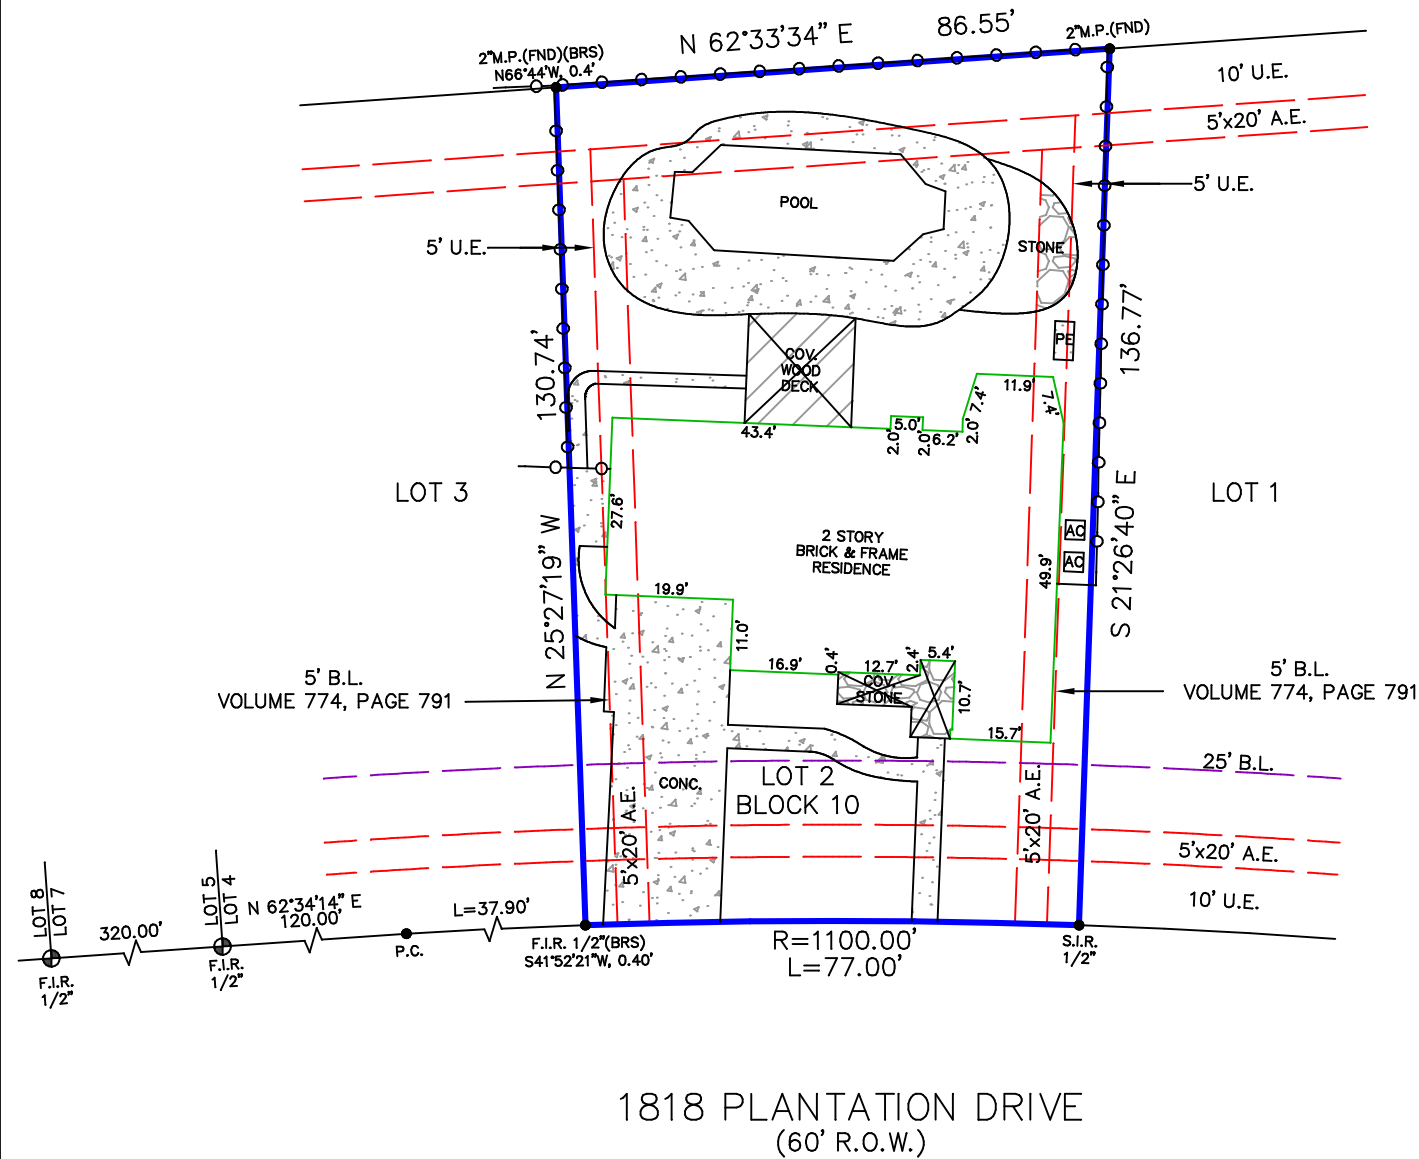 N 62°33'34" E 86.55'
2"M.P.(FND)
2"M.P.(FND)(BRS)
N66°44'W, 0.4'
10' U.E.
5'x20' A.E.
5' U.E.
POOL
5' U.E.
STONE
PE
136.77'
130.74'
COV.
WOOD
DECK
11.9'
7.4'
7.4'
43.4'
2.0'
5.0'
2.0'
6.2'
2.0'
LOT 3
LOT 1
27.6'
2 STORY
BRICK & FRAME
RESIDENCE
AC
AC
49.9'
S 21°26'40" E
N 25°27'19" W
19.9'
11.0'
16.9'
0.4'
12.7'
2.4'
5.4'
COV.
STONE
10.7'
15.7'
5' B.L.
VOLUME 774, PAGE 791
5' B.L.
VOLUME 774, PAGE 791
25' B.L.
CONC.
LOT 2
BLOCK 10
5'x20' A.E.
5'x20' A.E.
5'x20' A.E.
10' U.E.
LOT 8
LOT 7
LOT 5
LOT 4
320.00'
N 62°34'14" E
120.00'
L=37.90'
P.C.
F.I.R.
1/2"
F.I.R.
1/2"
F.I.R. 1/2"(BRS)
S41°52'21"W, 0.40'
R=1100.00'
L=77.00'
S.I.R.
1/2"
1818 PLANTATION DRIVE
(60' R.O.W.)